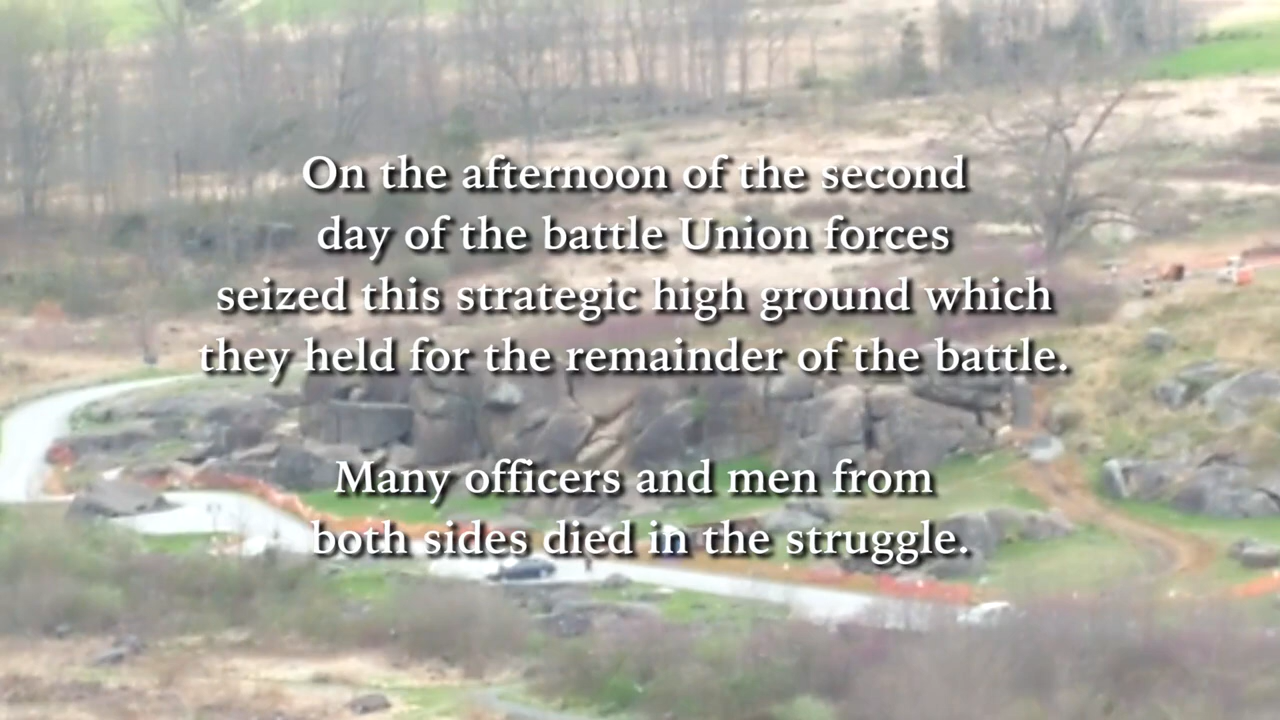 On the afternoon of the second
day of the battle Union forces
seized this strategic high ground which
they held for the remainder of the battle.
Many officers and men from
both sides died in the struggle.